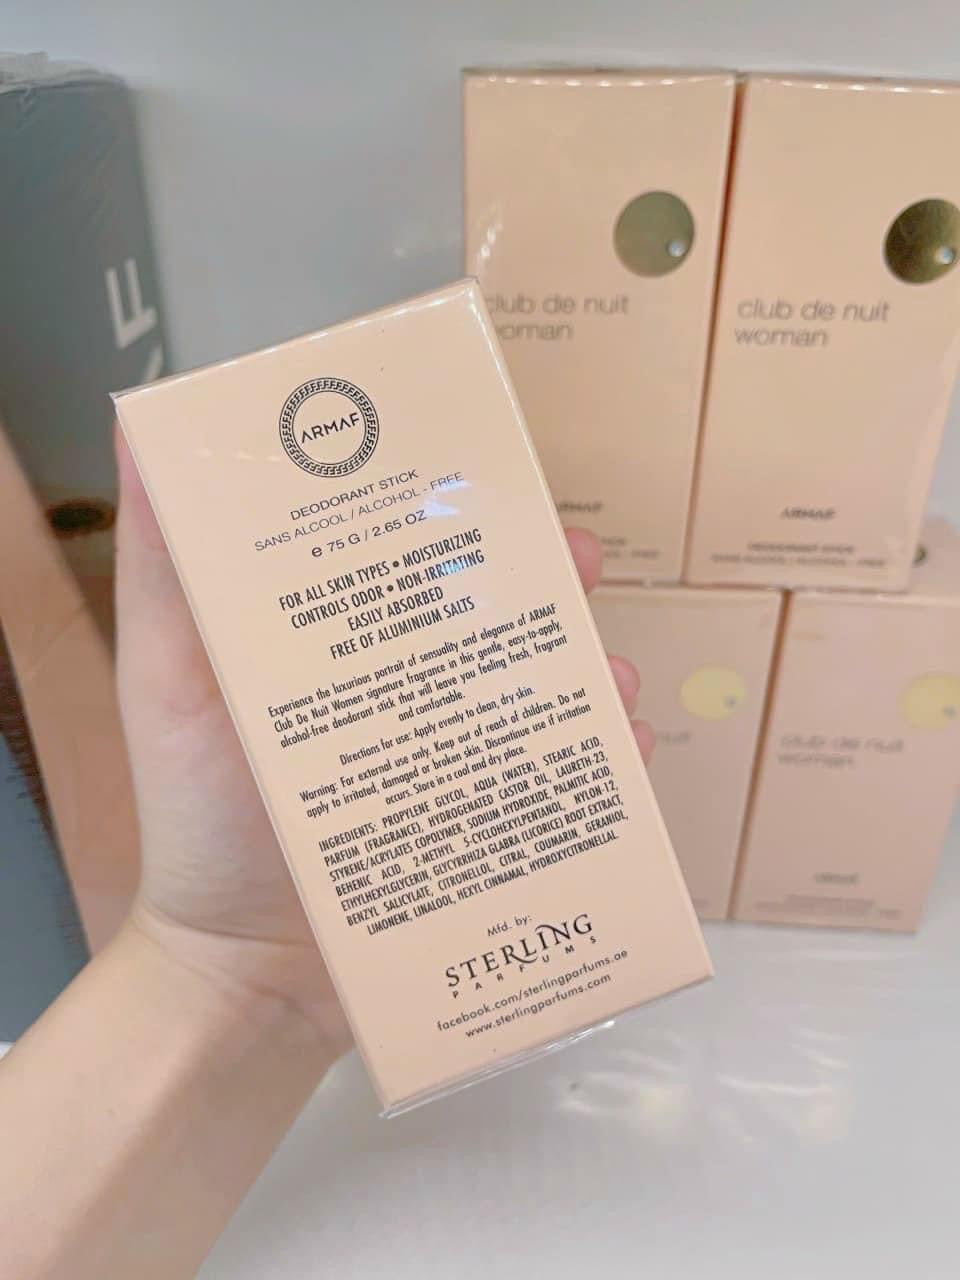 ARMAF
DEODORANT STICK
SANS ALCOOL / ALCOHOL - FREE
℮ 75 G / 2.65 OZ
FOR ALL SKIN TYPES • MOISTURIZING
CONTROLS ODOR • NON-IRRITATING
EASILY ABSORBED
FREE OF ALUMINIUM SALTS
Experience the luxurious portrait of sensuality and elegance of ARMAF
Club De Nuit Women signature fragrance in this gentle, easy-to-apply,
alcohol-free deodorant stick that will leave you feeling fresh, fragrant
and comfortable.
Directions for use: Apply evenly to clean, dry skin.
Warning: For external use only. Keep out of reach of children. Do not
apply to irritated, damaged or broken skin. Discontinue use if irritation
occurs. Store in a cool and dry place.
INGREDIENTS: PROPYLENE GLYCOL, AQUA (WATER), STEARIC ACID,
PARFUM (FRAGRANCE), HYDROGENATED CASTOR OIL, LAURETH-23,
STYRENE/ACRYLATES COPOLYMER, SODIUM HYDROXIDE, PALMITIC ACID,
BEHENIC ACID, 2-METHYL 5-CYCLOHEXYLPENTANOL, NYLON-12,
ETHYLHEXYLGLYCERIN, GLYCYRRHIZA GLABRA (LICORICE) ROOT EXTRACT,
BENZYL SALICYLATE, CITRONELLOL, CITRAL, COUMARIN, GERANIOL,
LIMONENE, LINALOOL, HEXYL CINNAMAL, HYDROXYCITRONELLAL.
Mfd. by:
STERLING
PARFUMS
facebook.com/sterlingparfums.ae
www.sterlingparfums.com
club de nuit
woman
club de nuit
woman
ARMAF
DEODORANT STICK
SANS ALCOOL / ALCOHOL - FREE
club de nuit
woman